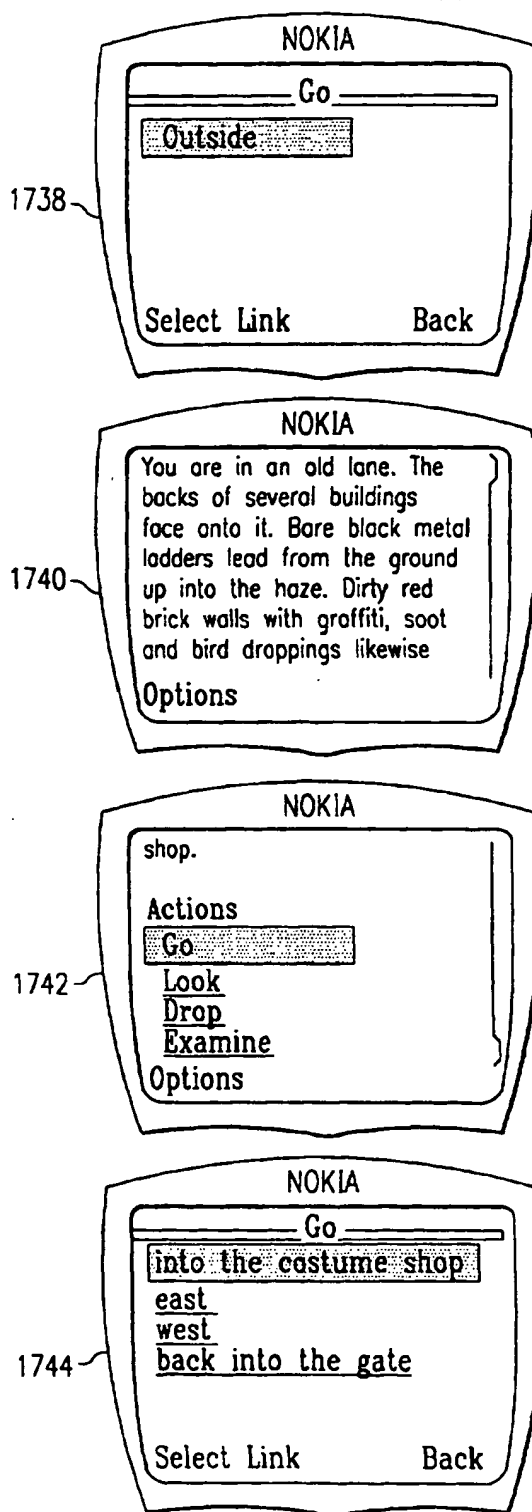 NOKIA
Go
Outside
1738
Select Link Back
NOKIA
You are in an old lane. The
backs of several buildings
face onto it. Bare black metal
ladders lead from the ground
1740
up into the haze. Dirty red
brick walls with graffiti, soot
and bird droppings likewise
Options
NOKIA
shop.
Actions
Go
1742
Look
Drop
Examine
Options
NOKIA
Go
into the costume shop
east
west
1744
back into the gate
Select Link Back